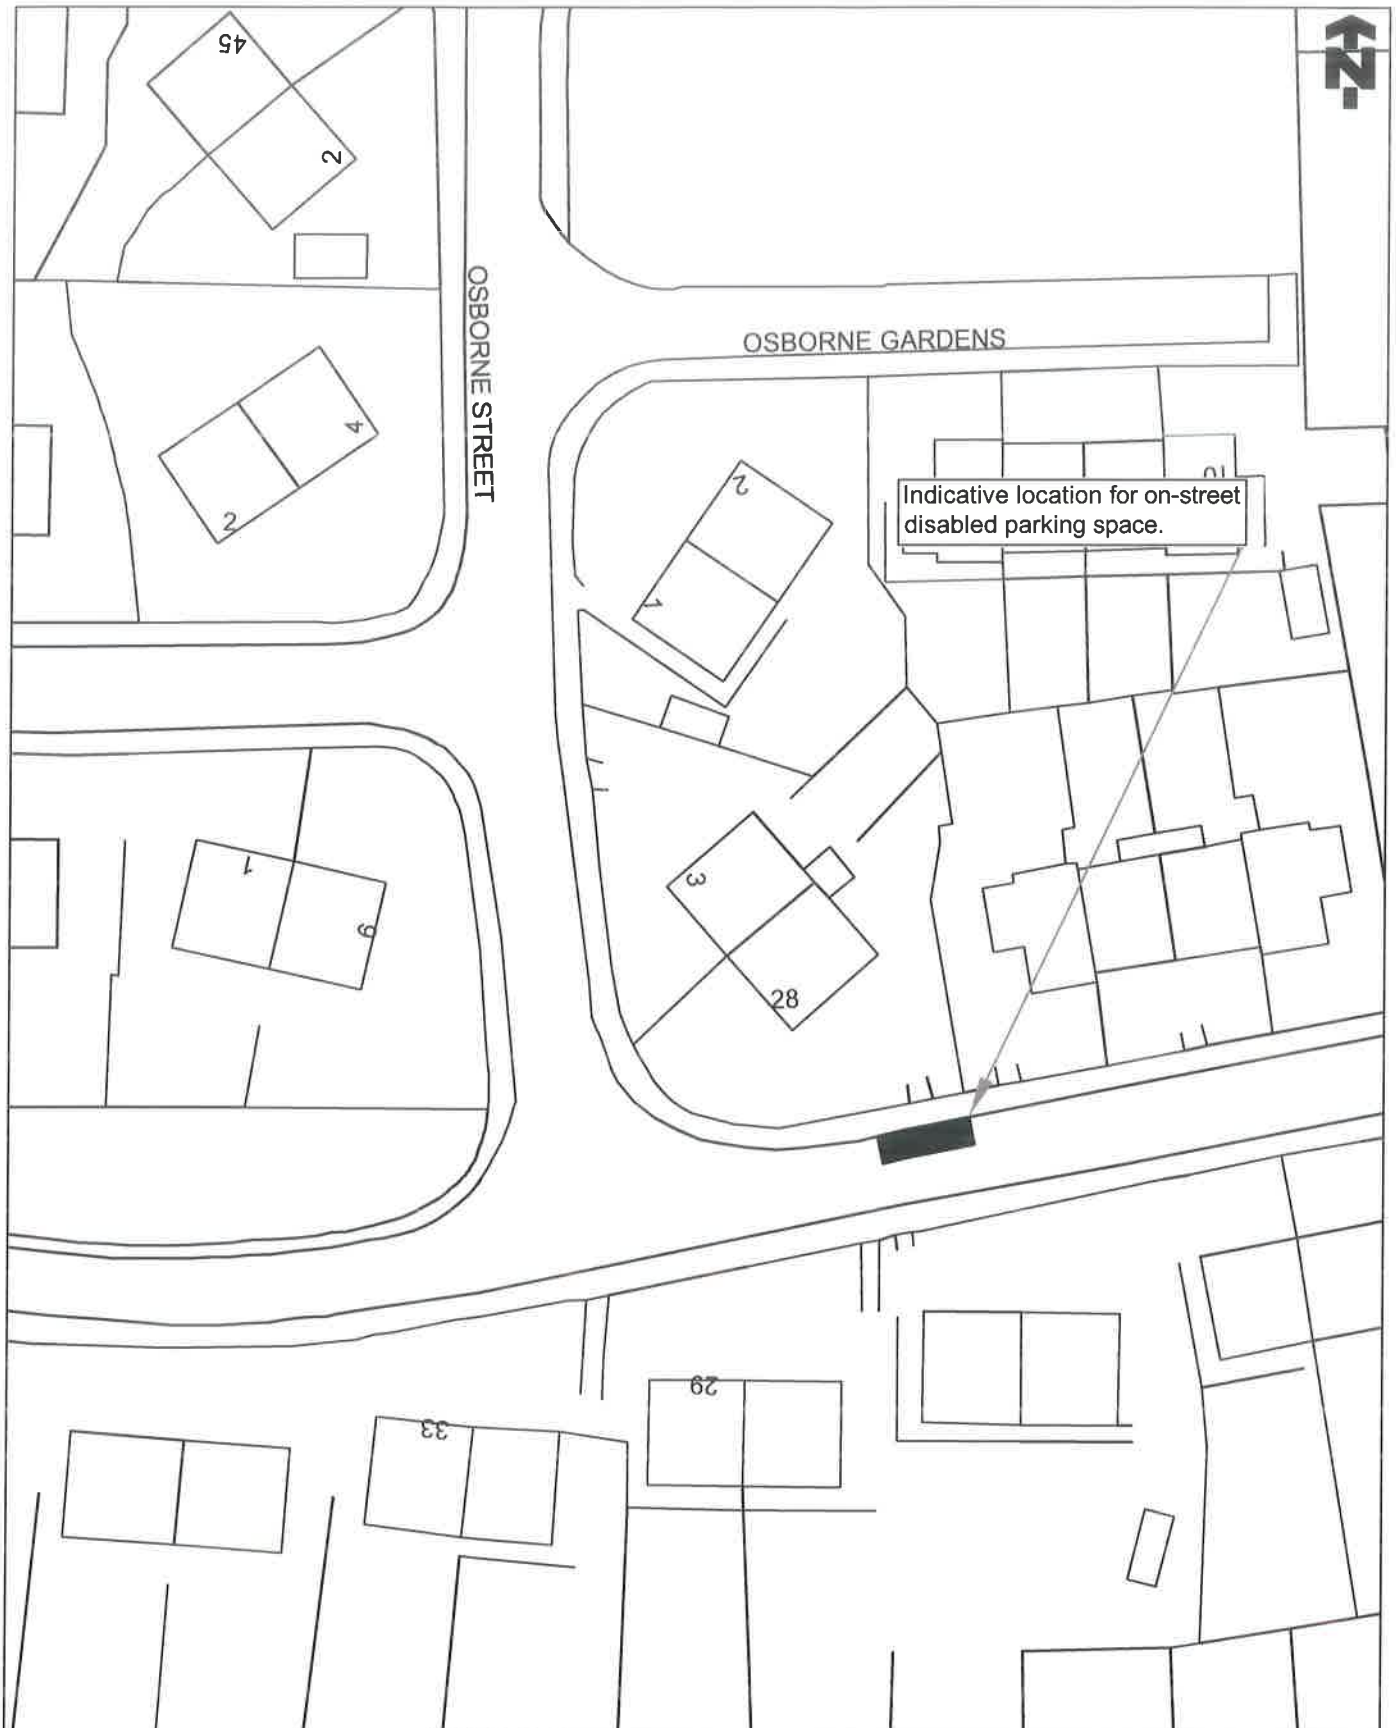 45
N
2
OSBORNE STREET
OSBORNE GARDENS
4
2
2
10
Indicative location for on-street
disabled parking space.
1
1
3
9
28
29
33